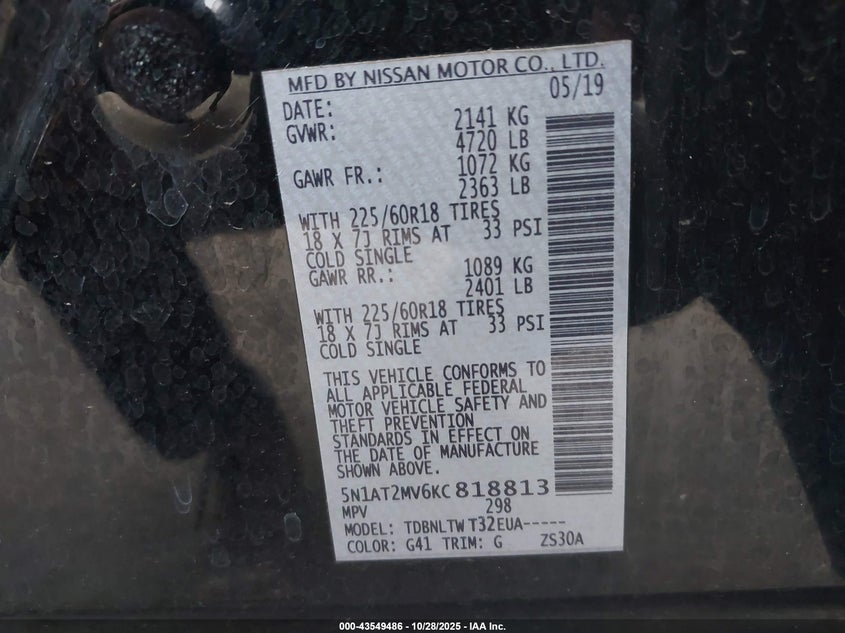 MFD BY NISSAN MOTOR CO., LTD.
DATE: 05/19
GVWR: 2141 KG
4720 LB
GAWR FR.: 1072 KG
2363 LB
WITH 225/60R18 TIRES
18 X 7J RIMS AT 33 PSI
COLD SINGLE
GAWR RR.: 1089 KG
2401 LB
WITH 225/60R18 TIRES
18 X 7J RIMS AT 33 PSI
COLD SINGLE
THIS VEHICLE CONFORMS TO
ALL APPLICABLE FEDERAL
MOTOR VEHICLE SAFETY AND
THEFT PREVENTION
STANDARDS IN EFFECT ON
THE DATE OF MANUFACTURE
SHOWN ABOVE.
5N1AT2MV6KC818813
MPV 298
MODEL: TDBNLTW T32EUA-----
COLOR: G41 TRIM: G ZS30A
000-43549486 - 10/28/2025 - IAA Inc.